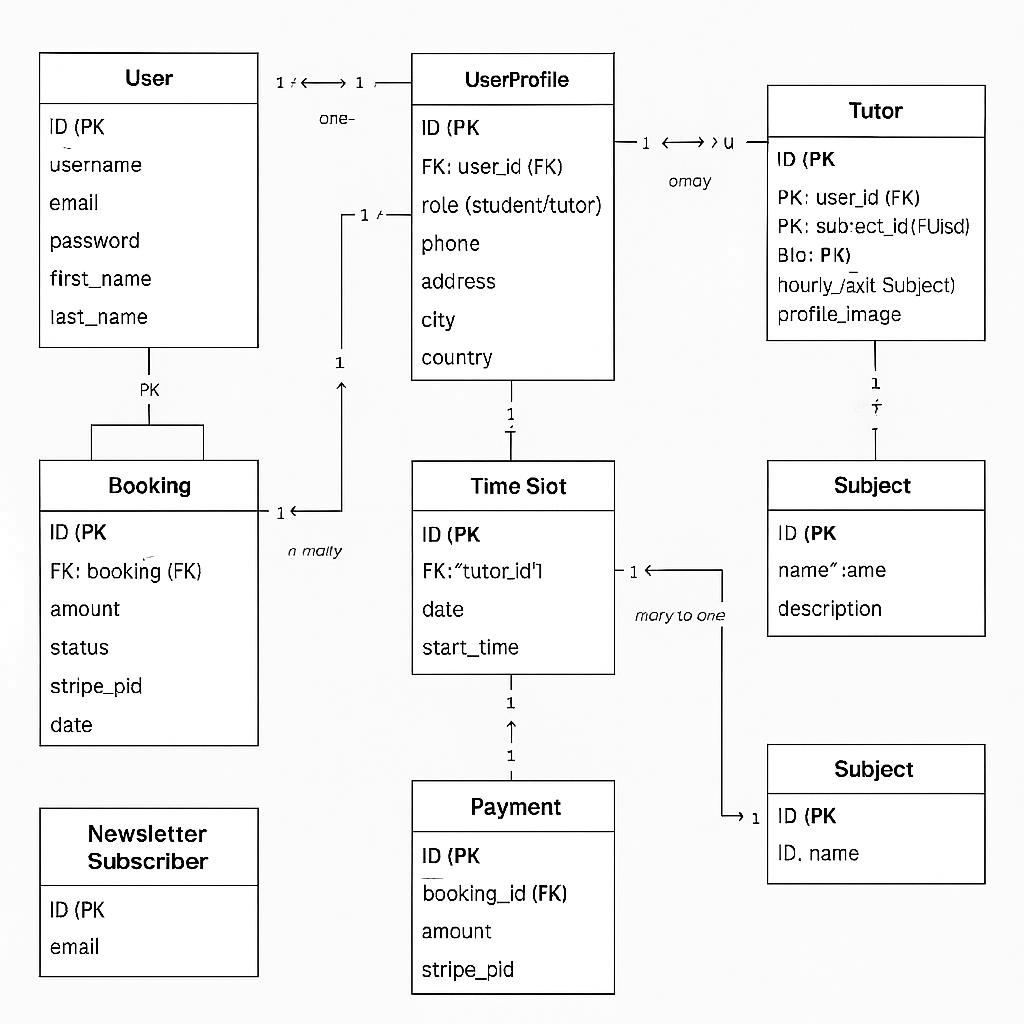 User
ID (PK
username
email
password
first_name
last_name
1 1
one-
UserProfile
ID (PK
FK: user_id (FK)
role (student/tutor)
phone
address
city
country
1 u
omay
Tutor
ID (PK
PK: user_id (FK)
PK: sub:ect_id(FUisd)
Blo: PK)
hourly_/axit Subject)
profile_image
PK
1
1
1
1
1
Booking
ID (PK
FK: booking (FK)
amount
status
stripe_pid
date
n mally
Time Siot
ID (PK
FK:"tutor_id'1
date
start_time
1
mary to one
Subject
ID (PK
name" :ame
description
1
1
Payment
ID (PK
booking_id (FK)
amount
stripe_pid
1
Subject
ID (PK
ID. name
Newsletter
Subscriber
ID (PK
email